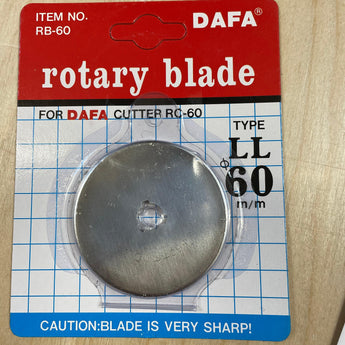 ITEM NO.
RB-60
DAFA®
rotary blade
FOR DAFA CUTTER RC-60
TYPE
LL
φ60
m/m
CAUTION:BLADE IS VERY SHARP!